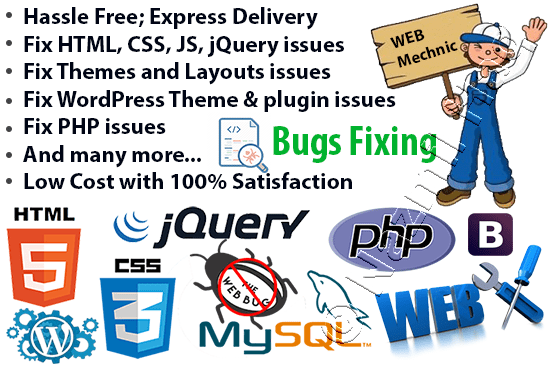 Hassle Free; Express Delivery
Fix HTML, CSS, JS, jQuery issues
Fix Themes and Layouts issues
Fix WordPress Theme & plugin issues
Fix PHP issues
And many more...
Low Cost with 100% Satisfaction
WEB
Mechnic
Bugs Fixing
HTML
5
jQuery
php
B
CSS
3
THE
WEB BUG
W
MySQL™
WEB